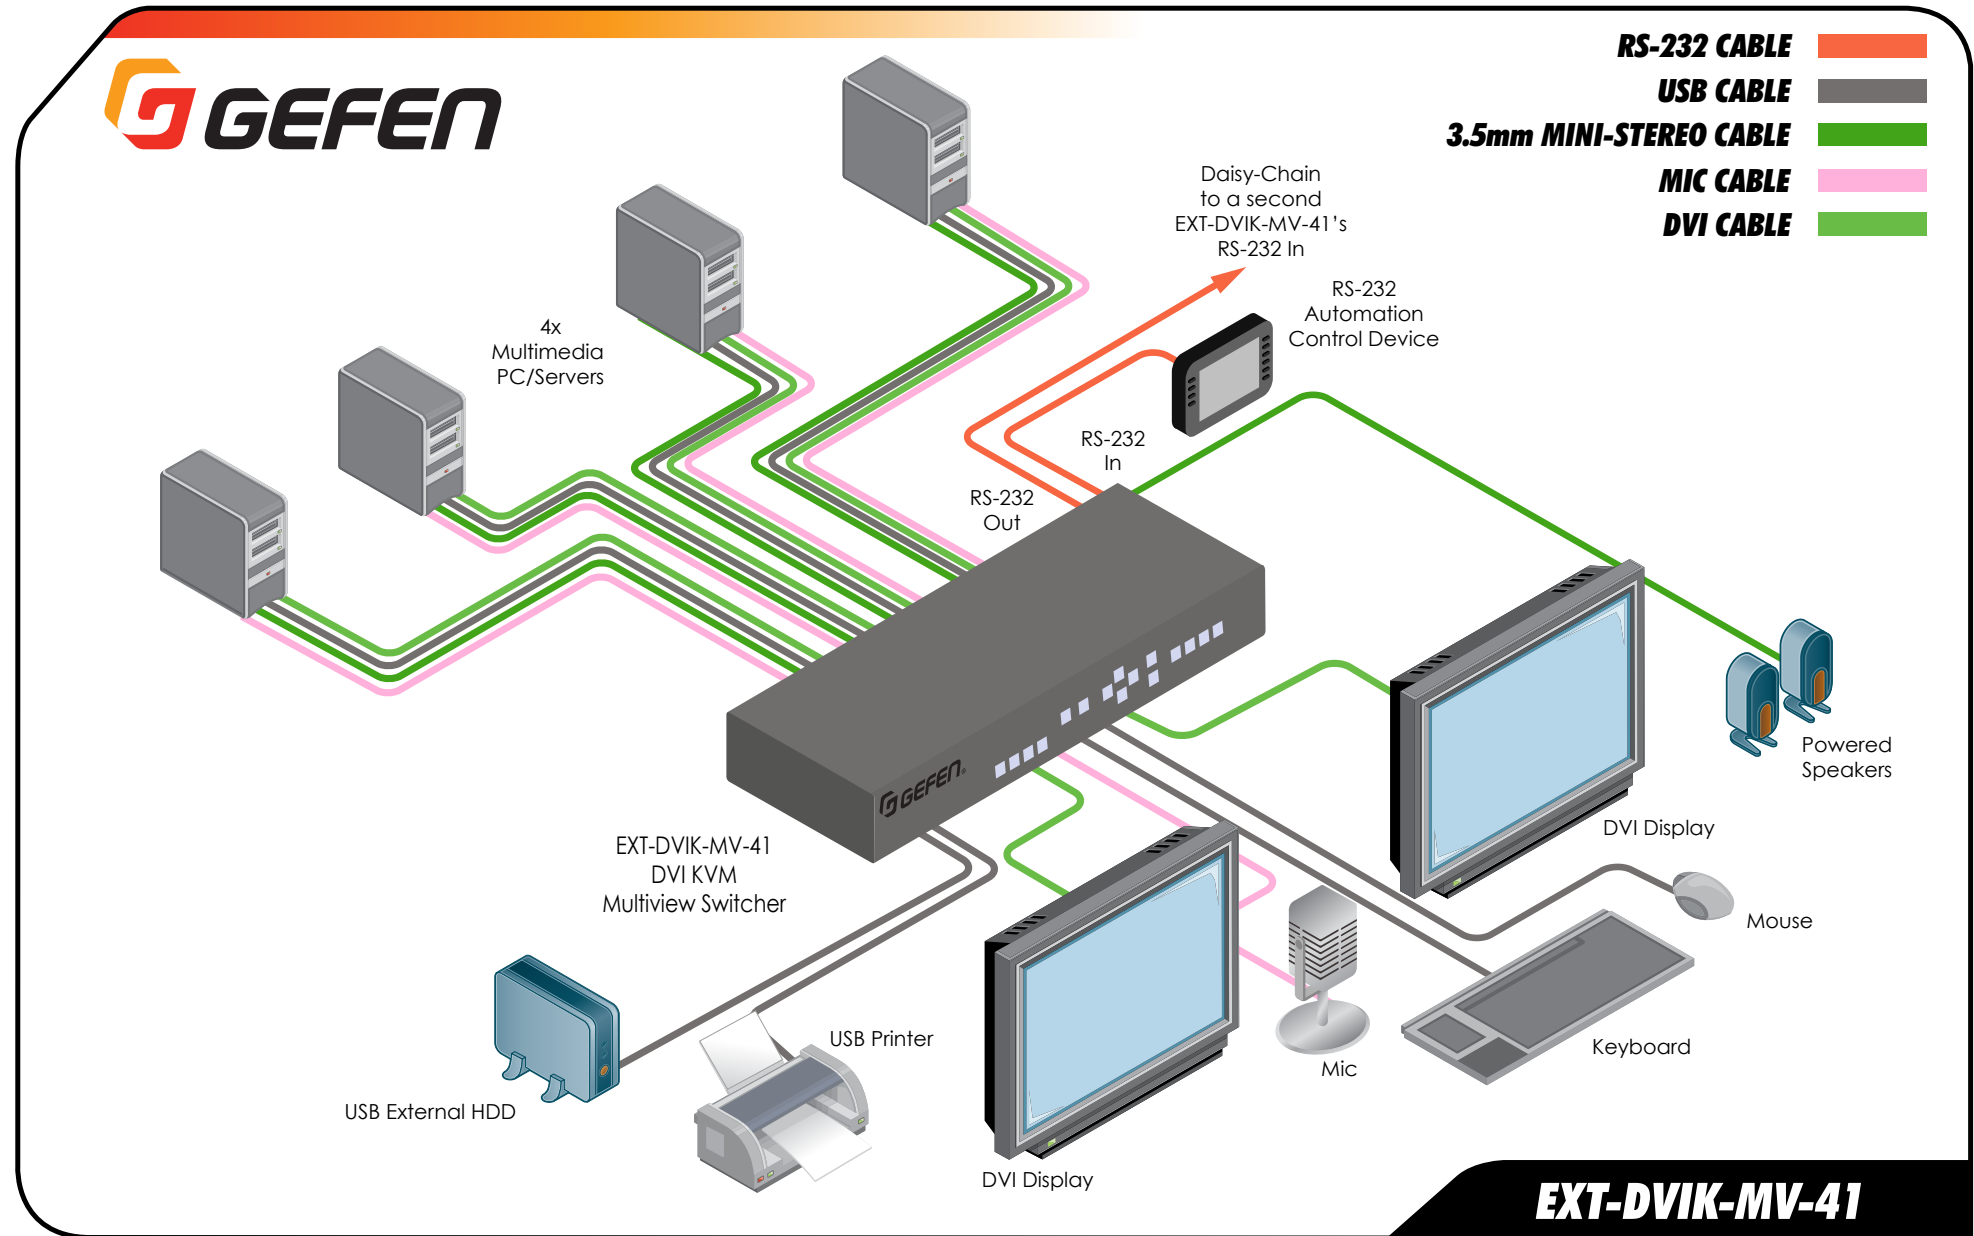 GEFEN
RS-232 CABLE
USB CABLE
3.5mm MINI-STEREO CABLE
MIC CABLE
DVI CABLE
Daisy-Chain
to a second
EXT-DVIK-MV-41's
RS-232 In
RS-232
Automation
Control Device
4x
Multimedia
PC/Servers
RS-232
In
RS-232
Out
GEFEN®
Powered
Speakers
DVI Display
EXT-DVIK-MV-41
DVI KVM
Multiview Switcher
Mouse
USB Printer
Keyboard
Mic
USB External HDD
DVI Display
EXT-DVIK-MV-41